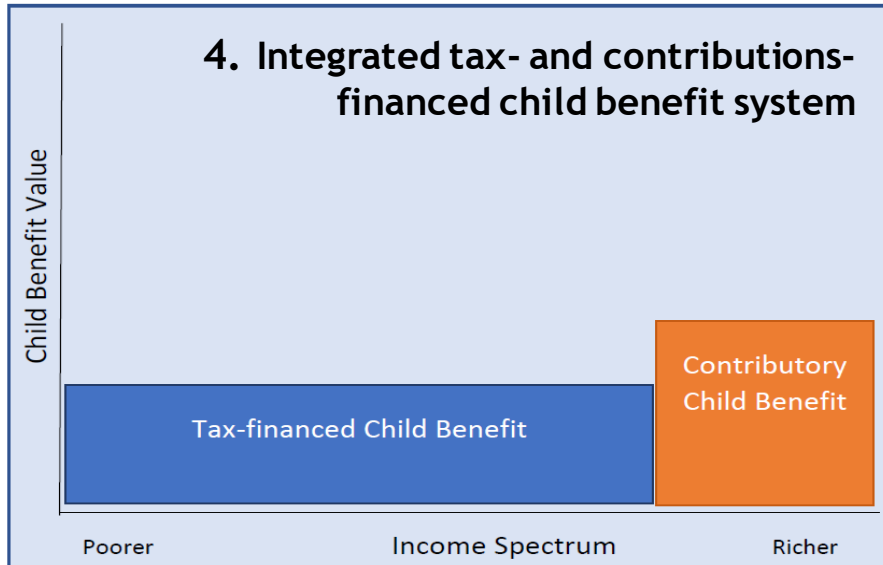 4. Integrated tax- and contributions-
financed child benefit system
Child Benefit Value
Contributory
Child Benefit
Tax-financed Child Benefit
Poorer
Income Spectrum
Richer